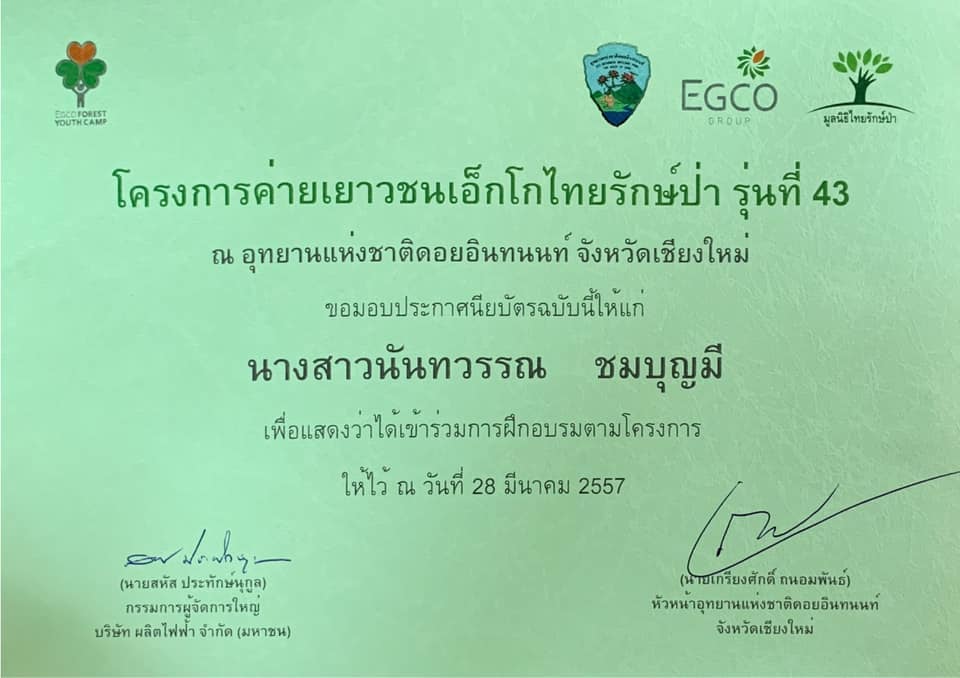 EGCO FOREST
YOUTH CAMP
EGCO
GROUP
มูลนิธิไทยรักษ์ป่า
โครงการค่ายเยาวชนเอ็กโกไทยรักษ์ป่า รุ่นที่ 43
ณ อุทยานแห่งชาติดอยอินทนนท์ จังหวัดเชียงใหม่
ขอมอบประกาศนียบัตรฉบับนี้ให้แก่
นางสาวนันทวรรณ ชมบุญมี
เพื่อแสดงว่าได้เข้าร่วมการฝึกอบรมตามโครงการ
ให้ไว้ ณ วันที่ 28 มีนาคม 2557
(นายสหัส ประทักษ์นุกูล)
กรรมการผู้จัดการใหญ่
บริษัท ผลิตไฟฟ้า จำกัด (มหาชน)
(นายเกรียงศักดิ์ ถนอมพันธ์)
หัวหน้าอุทยานแห่งชาติดอยอินทนนท์
จังหวัดเชียงใหม่